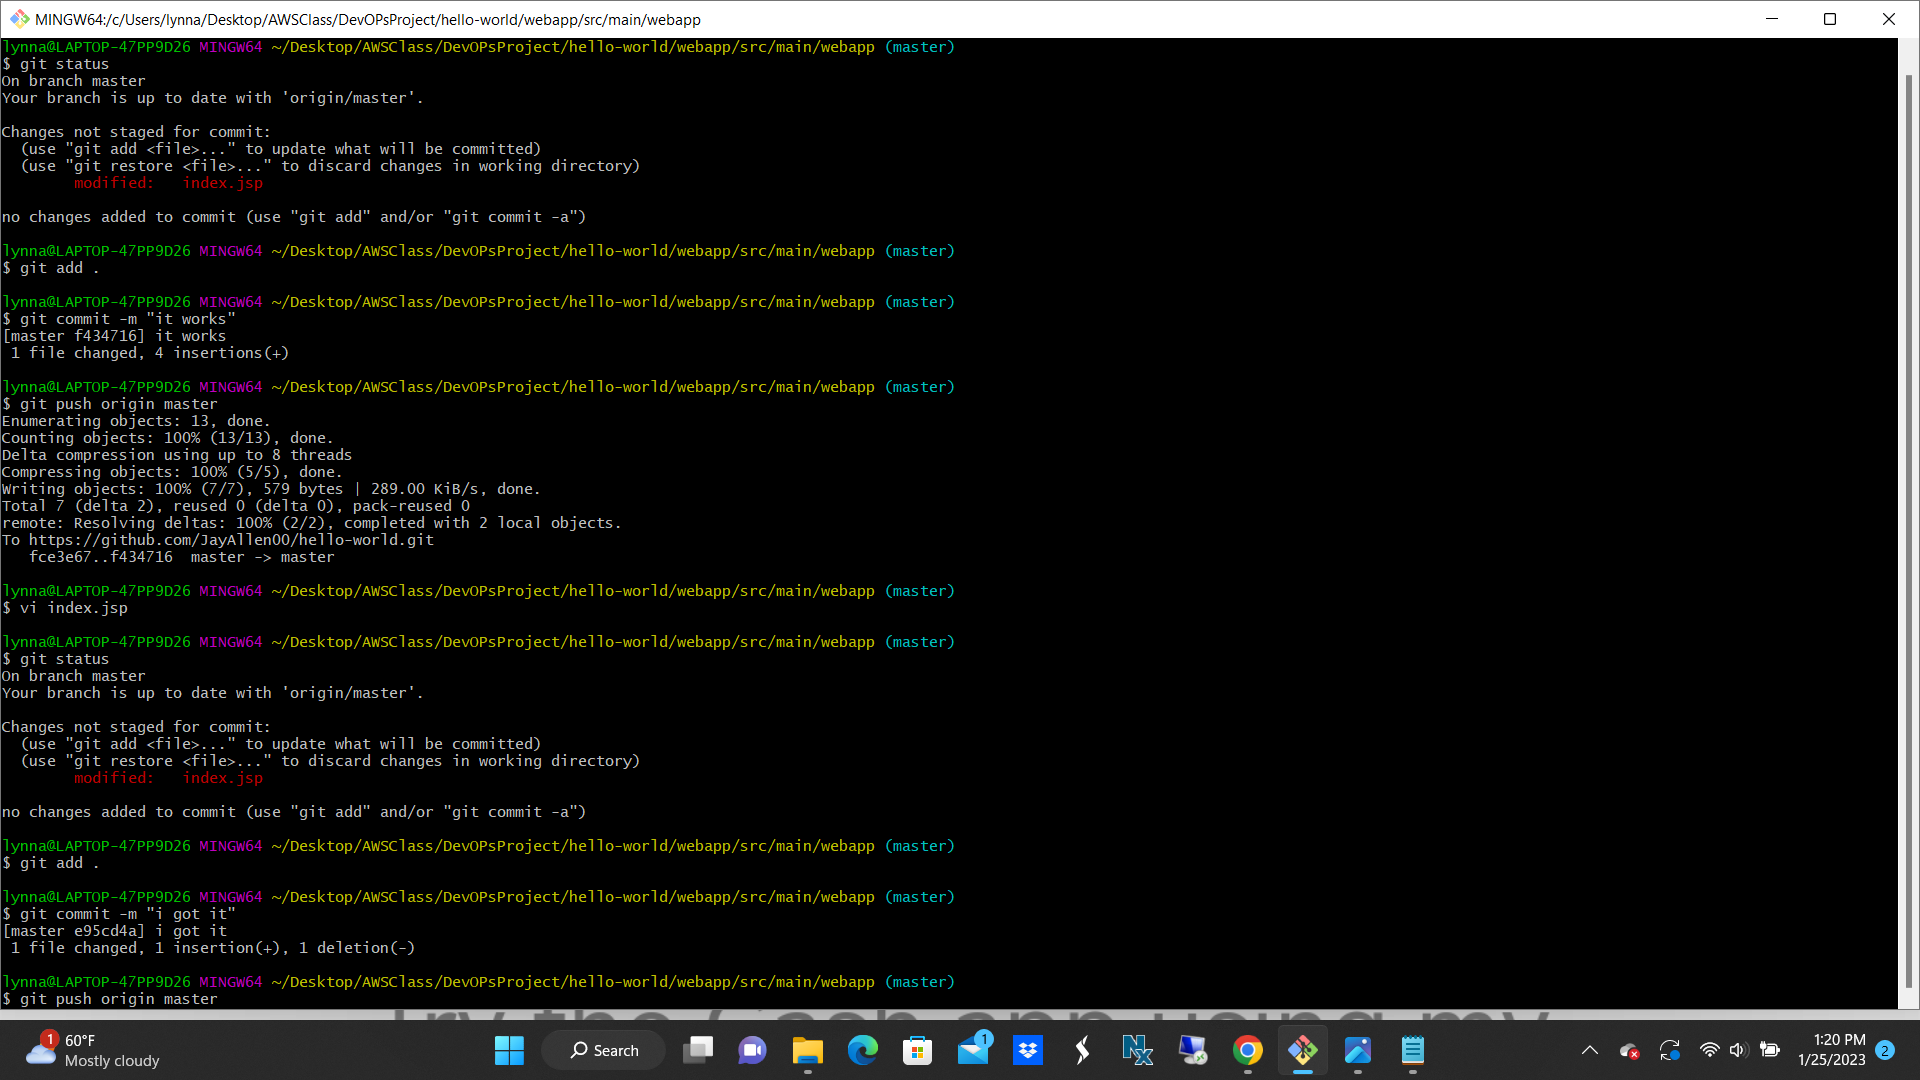 MINGW64:/c/Users/lynna/Desktop/AWSClass/DevOPsProject/hello-world/webapp/src/main/webapp
lynna@LAPTOP-47PP9D26 MINGW64 ~/Desktop/AWSClass/DevOPsProject/hello-world/webapp/src/main/webapp (master)
$ git status
On branch master
Your branch is up to date with 'origin/master'.
Changes not staged for commit:
(use "git add <file>..." to update what will be committed)
(use "git restore <file>..." to discard changes in working directory)
modified: index.jsp
no changes added to commit (use "git add" and/or "git commit -a")
lynna@LAPTOP-47PP9D26 MINGW64 ~/Desktop/AWSClass/DevOPsProject/hello-world/webapp/src/main/webapp (master)
$ git add .
lynna@LAPTOP-47PP9D26 MINGW64 ~/Desktop/AWSClass/DevOPsProject/hello-world/webapp/src/main/webapp (master)
$ git commit -m "it works"
[master f434716] it works
1 file changed, 4 insertions(+)
lynna@LAPTOP-47PP9D26 MINGW64 ~/Desktop/AWSClass/DevOPsProject/hello-world/webapp/src/main/webapp (master)
$ git push origin master
Enumerating objects: 13, done.
Counting objects: 100% (13/13), done.
Delta compression using up to 8 threads
Compressing objects: 100% (5/5), done.
Writing objects: 100% (7/7), 579 bytes | 289.00 KiB/s, done.
Total 7 (delta 2), reused 0 (delta 0), pack-reused 0
remote: Resolving deltas: 100% (2/2), completed with 2 local objects.
To https://github.com/JayAllen00/hello-world.git
fce3e67..f434716 master -> master
lynna@LAPTOP-47PP9D26 MINGW64 ~/Desktop/AWSClass/DevOPsProject/hello-world/webapp/src/main/webapp (master)
$ vi index.jsp
lynna@LAPTOP-47PP9D26 MINGW64 ~/Desktop/AWSClass/DevOPsProject/hello-world/webapp/src/main/webapp (master)
$ git status
On branch master
Your branch is up to date with 'origin/master'.
Changes not staged for commit:
(use "git add <file>..." to update what will be committed)
(use "git restore <file>..." to discard changes in working directory)
modified: index.jsp
no changes added to commit (use "git add" and/or "git commit -a")
lynna@LAPTOP-47PP9D26 MINGW64 ~/Desktop/AWSClass/DevOPsProject/hello-world/webapp/src/main/webapp (master)
$ git add .
lynna@LAPTOP-47PP9D26 MINGW64 ~/Desktop/AWSClass/DevOPsProject/hello-world/webapp/src/main/webapp (master)
$ git commit -m "i got it"
[master e95cd4a] i got it
1 file changed, 1 insertion(+), 1 deletion(-)
lynna@LAPTOP-47PP9D26 MINGW64 ~/Desktop/AWSClass/DevOPsProject/hello-world/webapp/src/main/webapp (master)
$ git push origin master
1 60°F
Mostly cloudy
Search
1
1:20 PM
1/25/2023
2